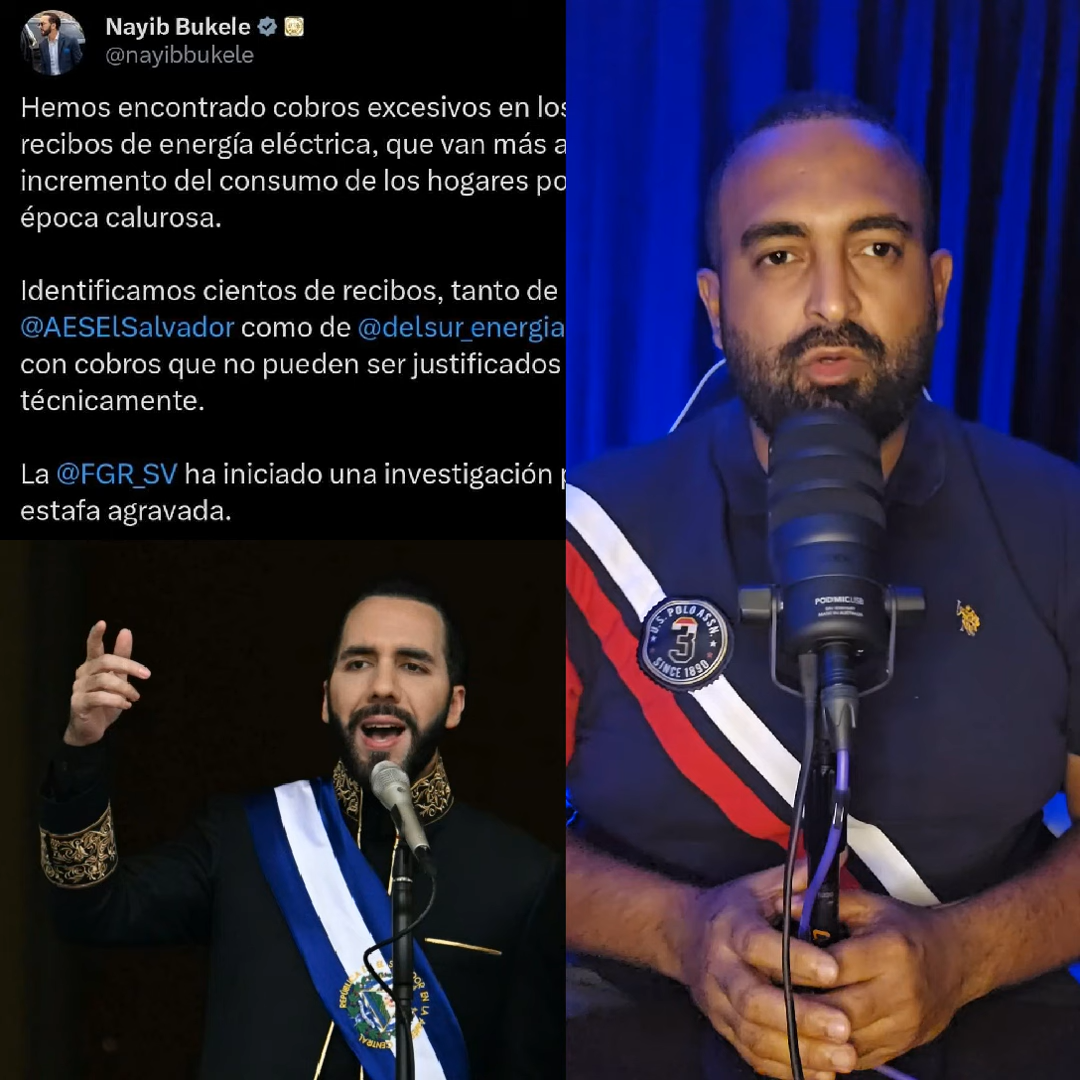 Nayib Bukele
@nayibbukele
Hemos encontrado cobros excesivos en los
recibos de energía eléctrica, que van más a
incremento del consumo de los hogares po
época calurosa.
Identificamos cientos de recibos, tanto de
@AESElSalvador como de @delsur_energia
con cobros que no pueden ser justificados
técnicamente.
La @FGR_SV ha iniciado una investigación p
estafa agravada.
PODMICUSB
U.S. POLO ASSN.
3
SINCE 1890